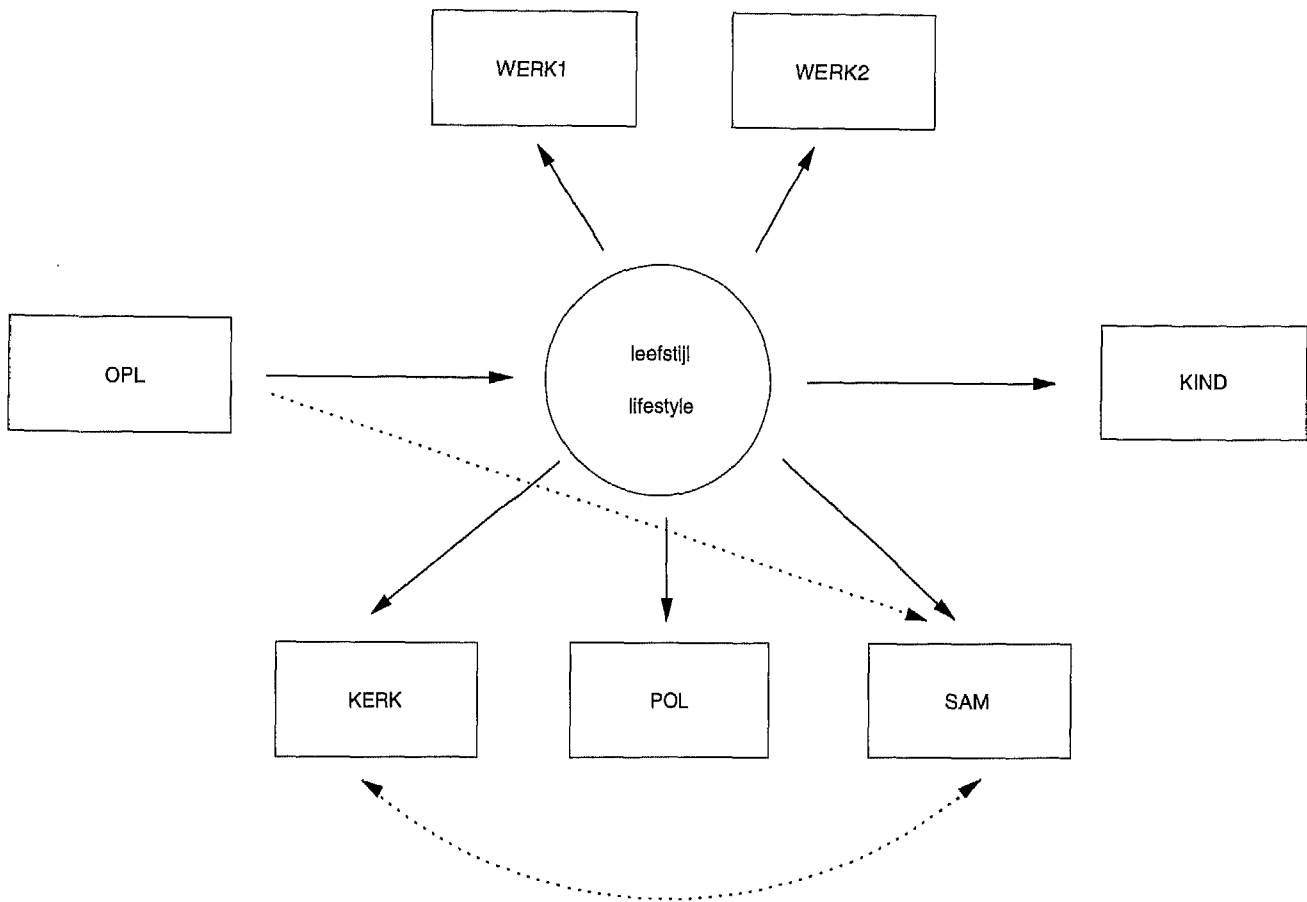 WERK1
WERK2
OPL
leefstijl
lifestyle
KIND
KERK
POL
SAM